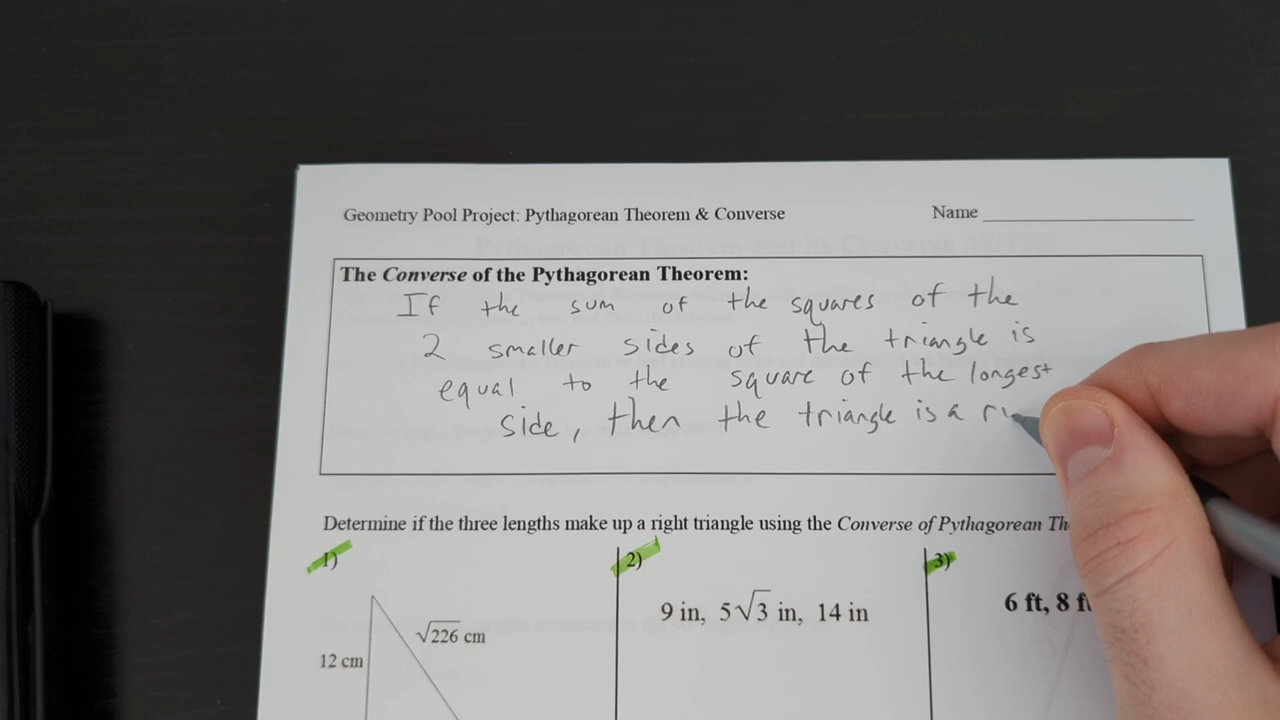 Geometry Pool Project: Pythagorean Theorem & Converse
Name
The Converse of the Pythagorean Theorem:
If the sum of the squares of the
2 smaller sides of the triangle is
equal to the square of the longest
side, then the triangle is a
Determine if the three lengths make up a right triangle using the Converse of Pythagorean
1)
2)
3)
9 in, 5√3 in, 14 in
6 ft, 8
√226 cm
12 cm